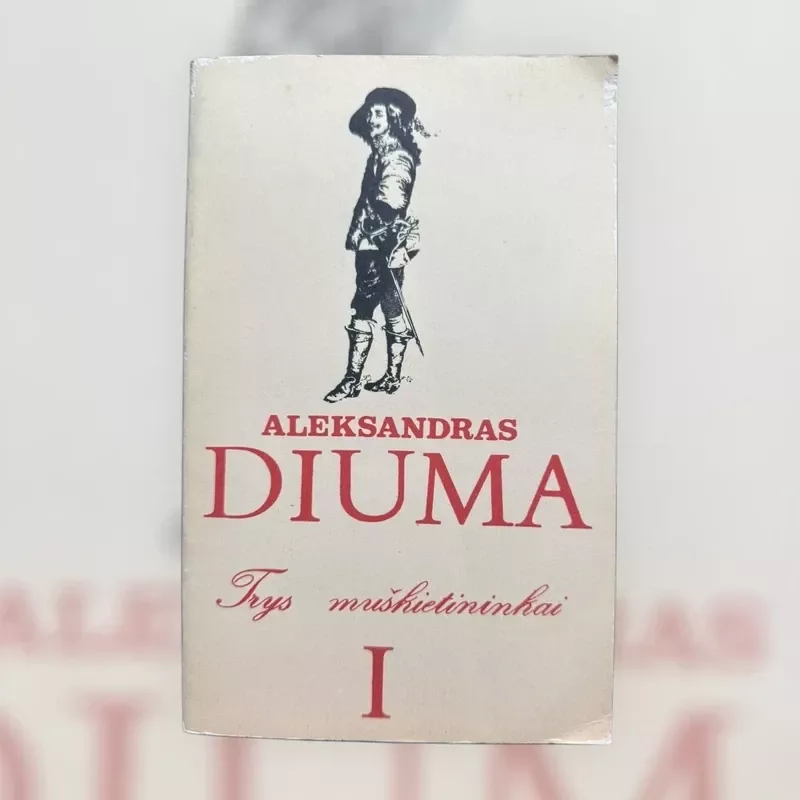 ALEKSANDRAS
DIUMA
Trys muškietininkai
I